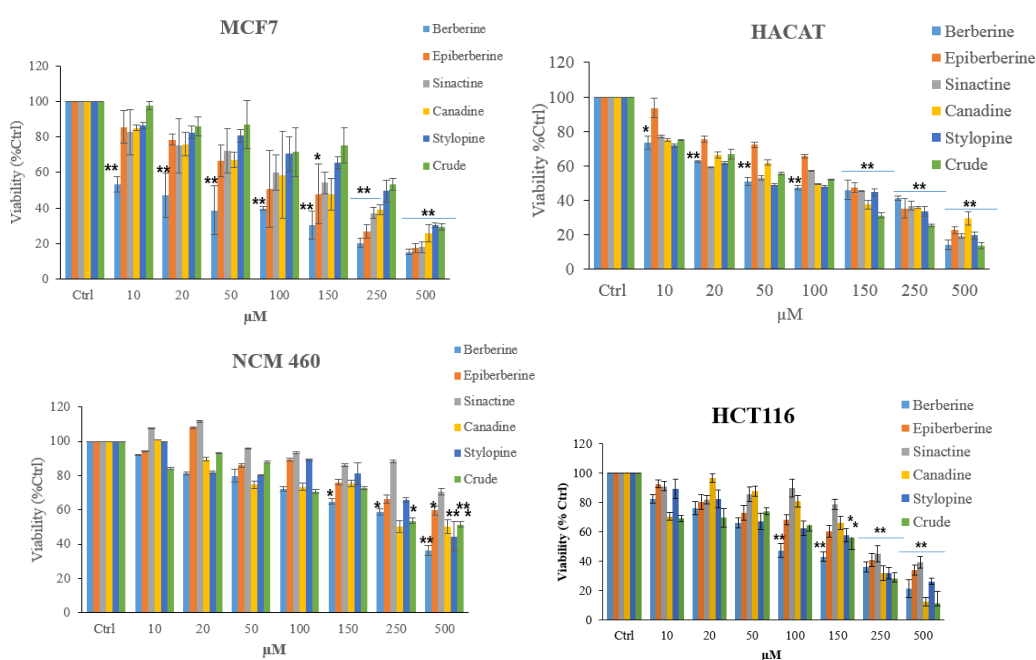 MCF7
Berberine
Epiberberine
Sinactine
Canadine
Stylopine
Crude
Viability (%Ctrl)
120
100
80
60
40
20
0
**
**
**
**
**
*
**
**
Ctrl 10 20 50 100 150 250 500
µM
HACAT
Berberine
Epiberberine
Sinactine
Canadine
Stylopine
Crude
Viability %Ctrl)
120
100
80
60
40
20
0
*
**
**
**
**
**
**
Ctrl 10 20 50 100 150 250 500
µM
NCM 460
Berberine
Epiberberine
Sinactine
Canadine
Stylopine
Crude
Viability (%Ctrl)
120
100
80
60
40
20
0
*
*
*
**
*
**
**
*
Ctrl 10 20 50 100 150 250 500
µM
HCT116
Berberine
Epiberberine
Sinactine
Canadine
Stylopine
Crude
Viability (% Ctrl)
120
100
80
60
40
20
0
**
**
*
*
**
**
Ctrl 10 20 50 100 150 250 500
µM